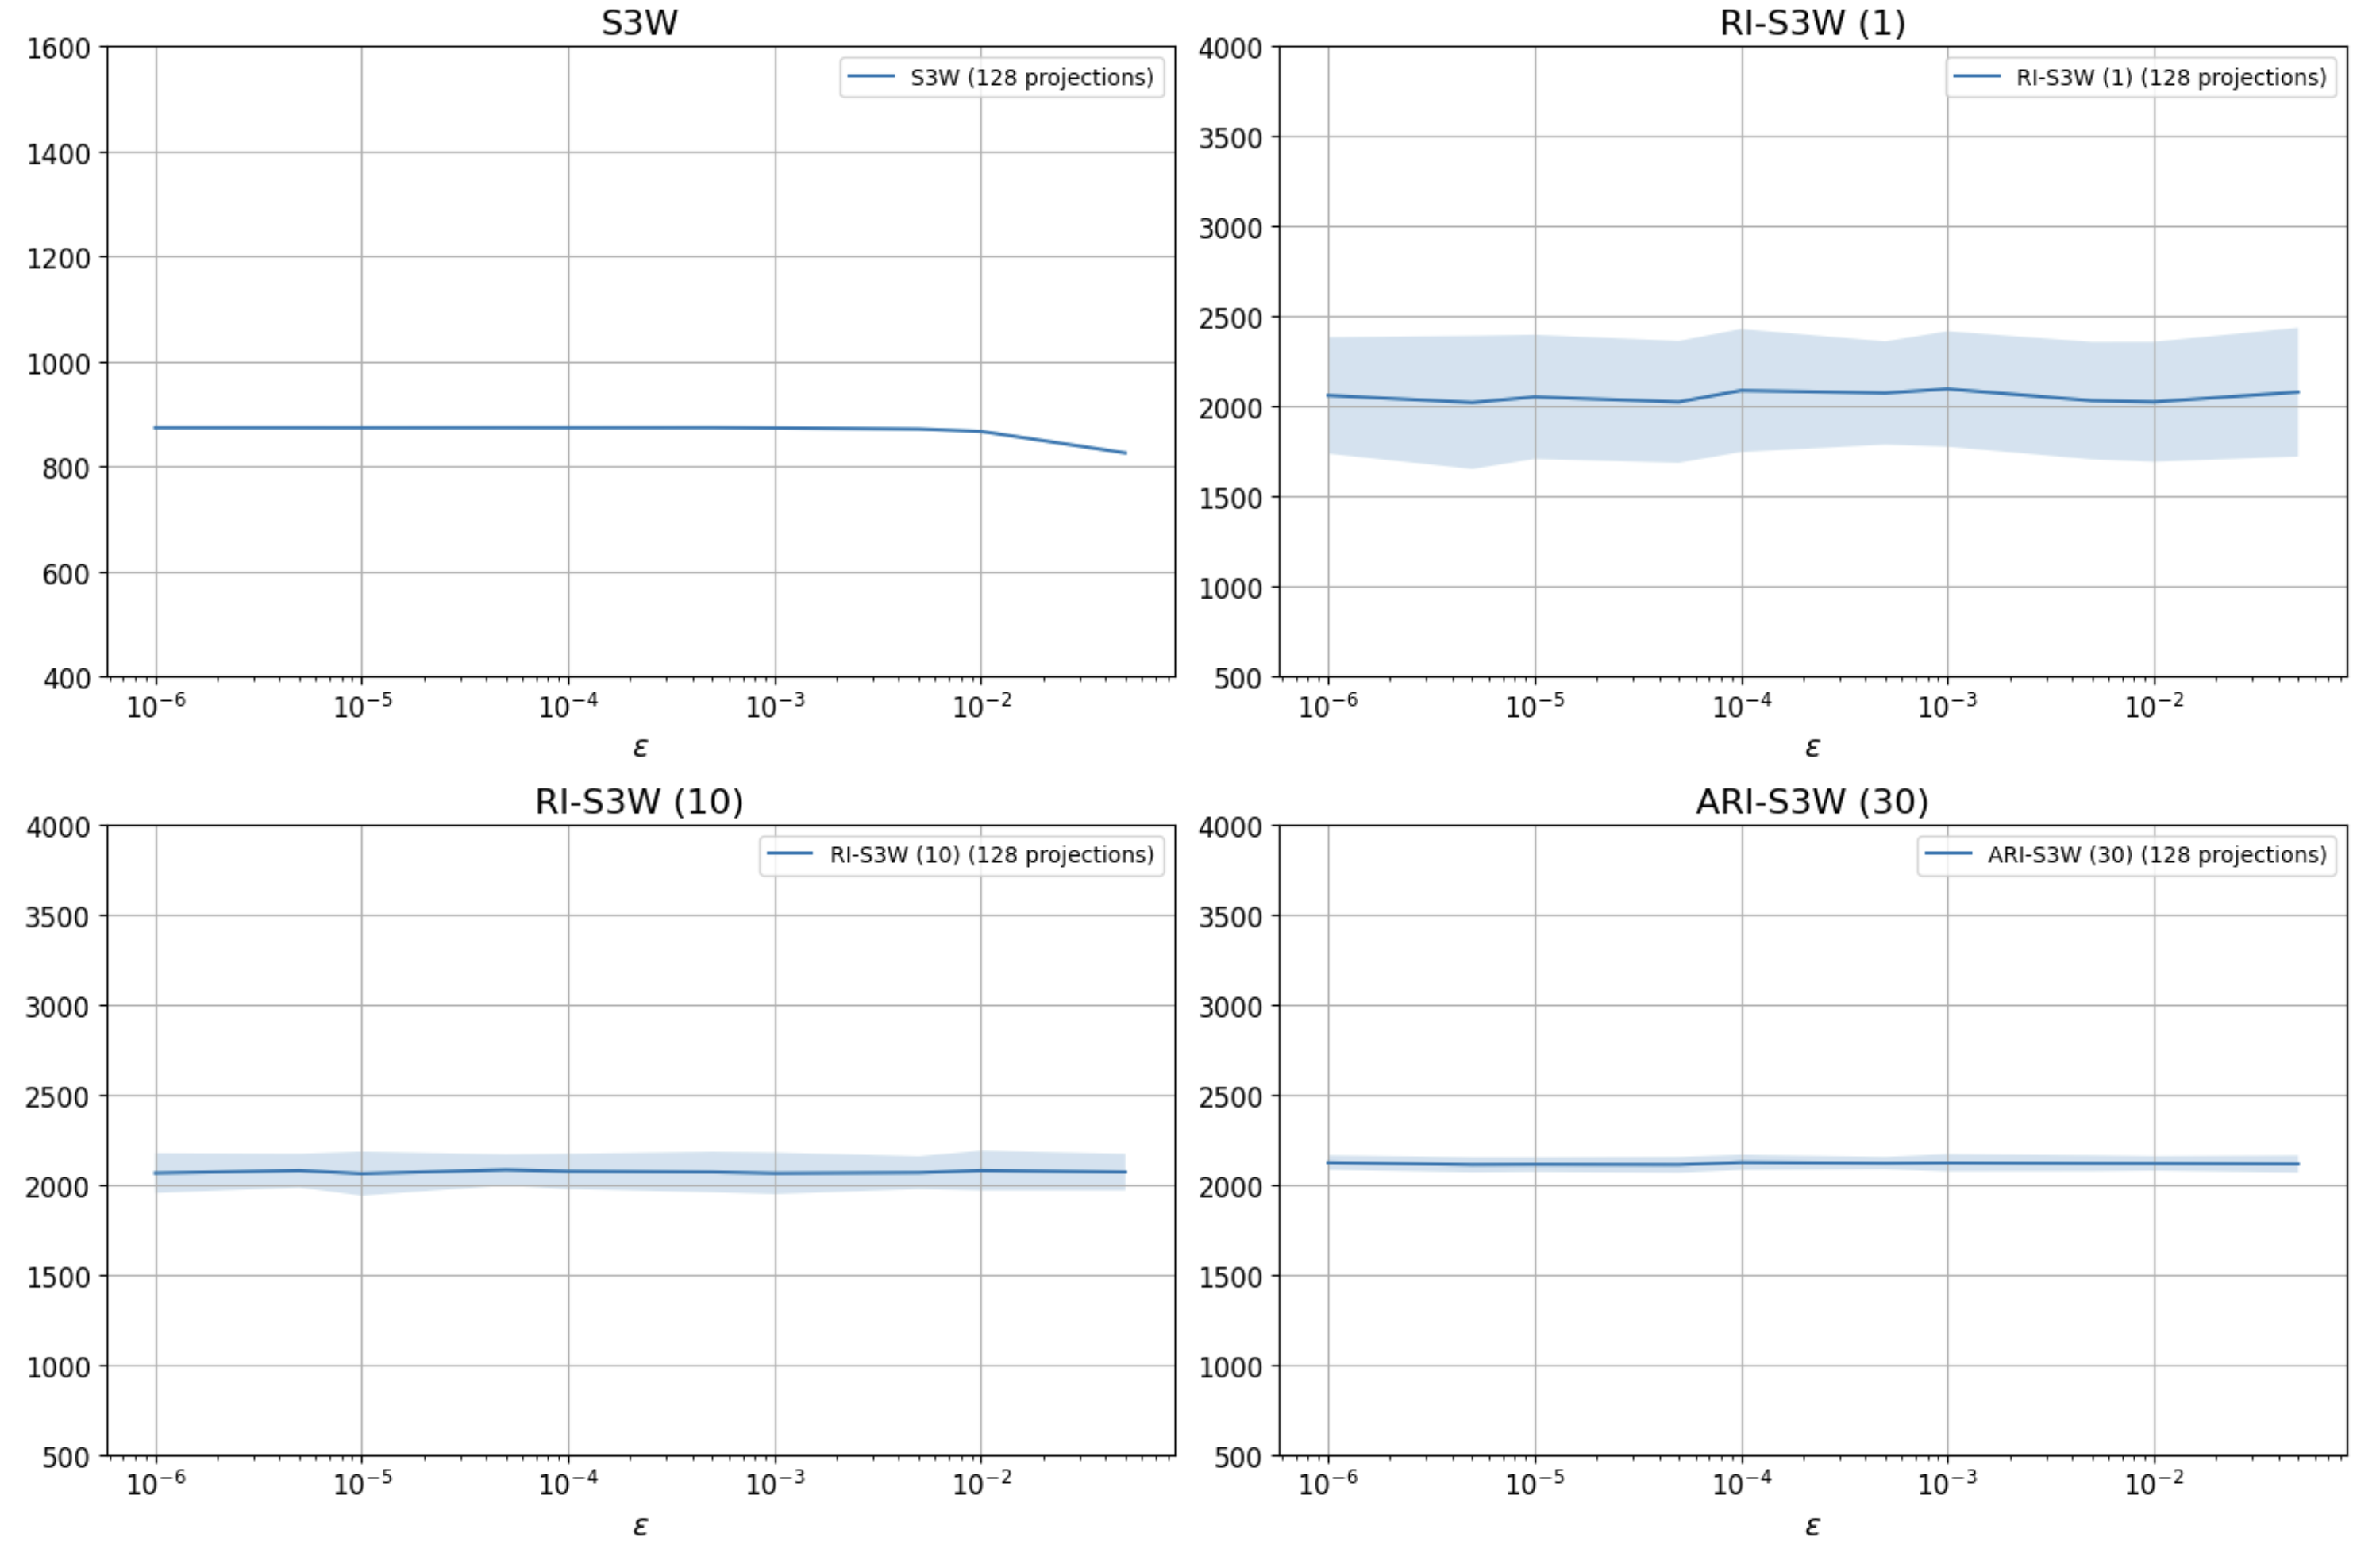 S3W
1600
1400
1200
1000
800
600
400
S3W (128 projections)
10⁻⁶ 10⁻⁵ 10⁻⁴ 10⁻³ 10⁻²
ε
RI-S3W (1)
4000
3500
3000
2500
2000
1500
1000
500
RI-S3W (1) (128 projections)
10⁻⁶ 10⁻⁵ 10⁻⁴ 10⁻³ 10⁻²
ε
RI-S3W (10)
4000
3500
3000
2500
2000
1500
1000
500
RI-S3W (10) (128 projections)
10⁻⁶ 10⁻⁵ 10⁻⁴ 10⁻³ 10⁻²
ε
ARI-S3W (30)
4000
3500
3000
2500
2000
1500
1000
500
ARI-S3W (30) (128 projections)
10⁻⁶ 10⁻⁵ 10⁻⁴ 10⁻³ 10⁻²
ε